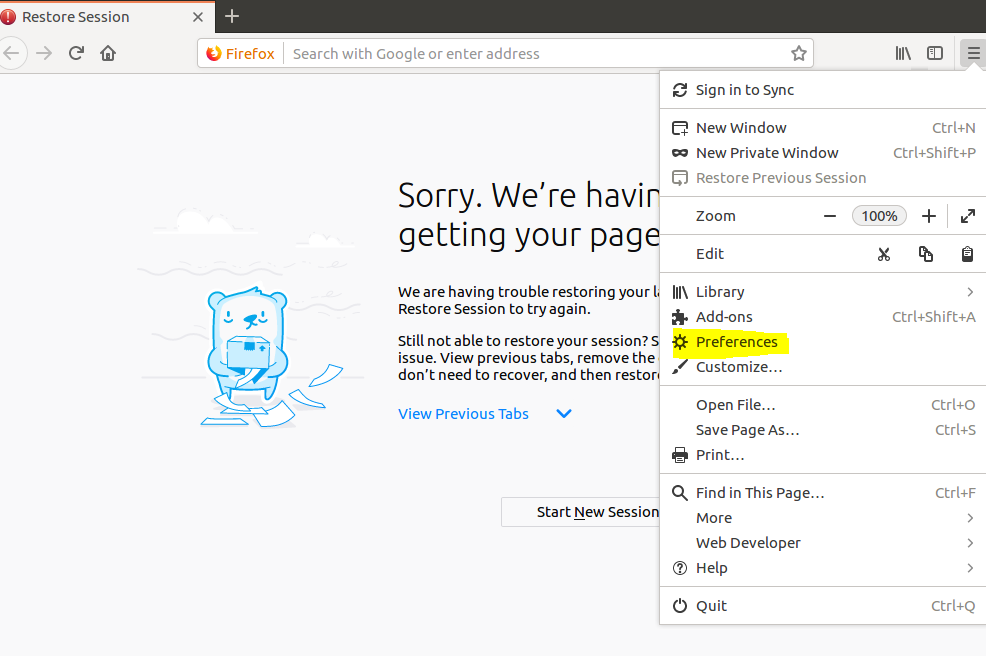 Restore Session
Firefox Search with Google or enter address
Sign in to Sync
New Window Ctrl+N
New Private Window Ctrl+Shift+P
Restore Previous Session
Zoom 100%
Edit
Library
Add-ons Ctrl+Shift+A
Preferences
Customize…
Open File… Ctrl+O
Save Page As… Ctrl+S
Print…
Find in This Page… Ctrl+F
More
Web Developer
Help
Quit Ctrl+Q
Sorry. We’re
getting your page
We are having trouble restoring your
Restore Session to try again.
Still not able to restore your session?
issue. View previous tabs, remove the
don’t need to recover, and then restore
View Previous Tabs
Start New Session